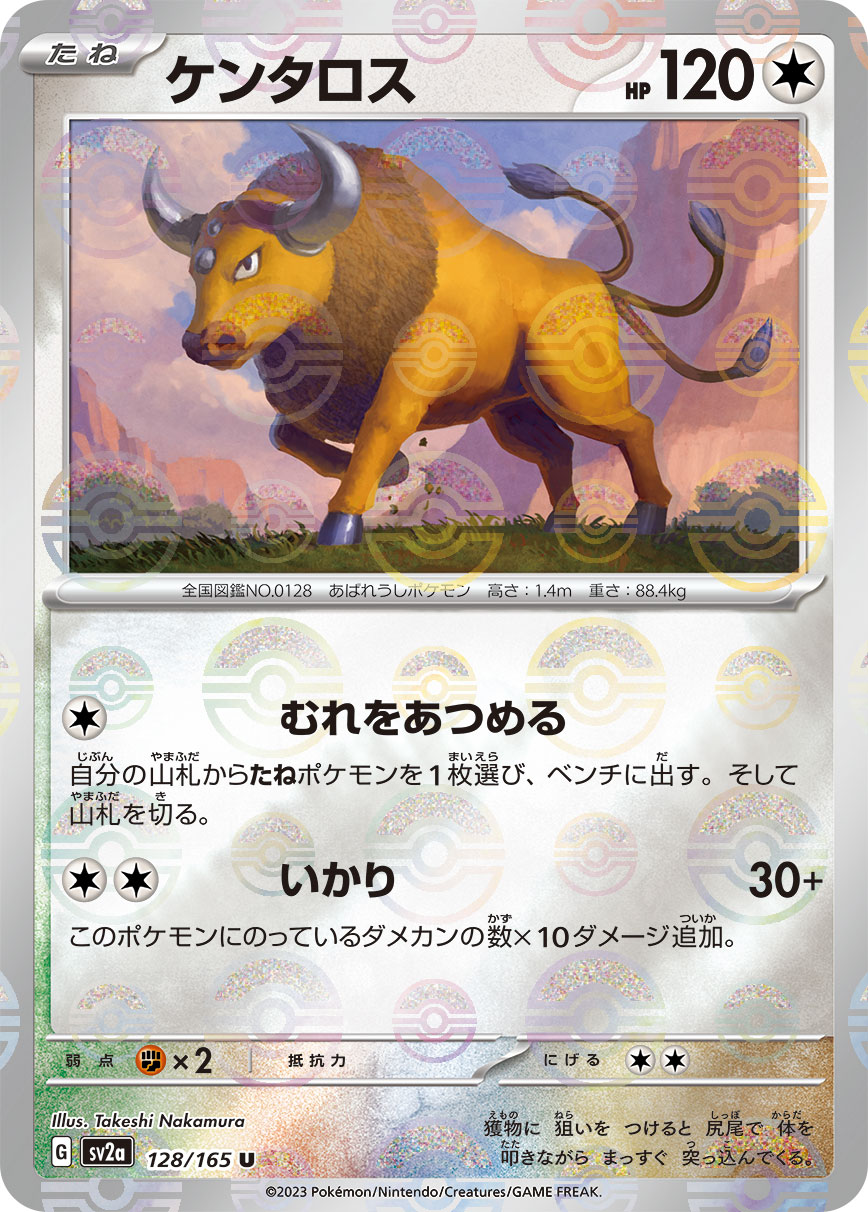 たね ケンタロス HP 120
全国図鑑NO.0128 あばれうしポケモン 高さ：1.4m 重さ：88.4kg
むれをあつめる
自分の山札からたねポケモンを1枚選び、ベンチに出す。そして
山札を切る。
いかり 30+
このポケモンにのっているダメカンの数×10ダメージ追加。
弱点 ×2 抵抗力 にげる
Illus. Takeshi Nakamura
獲物に 狙いを つけると 尻尾で 体を
叩きながら まっすぐ 突っ込んでくる。
G sv2a 128/165 U
©2023 Pokémon/Nintendo/Creatures/GAME FREAK.